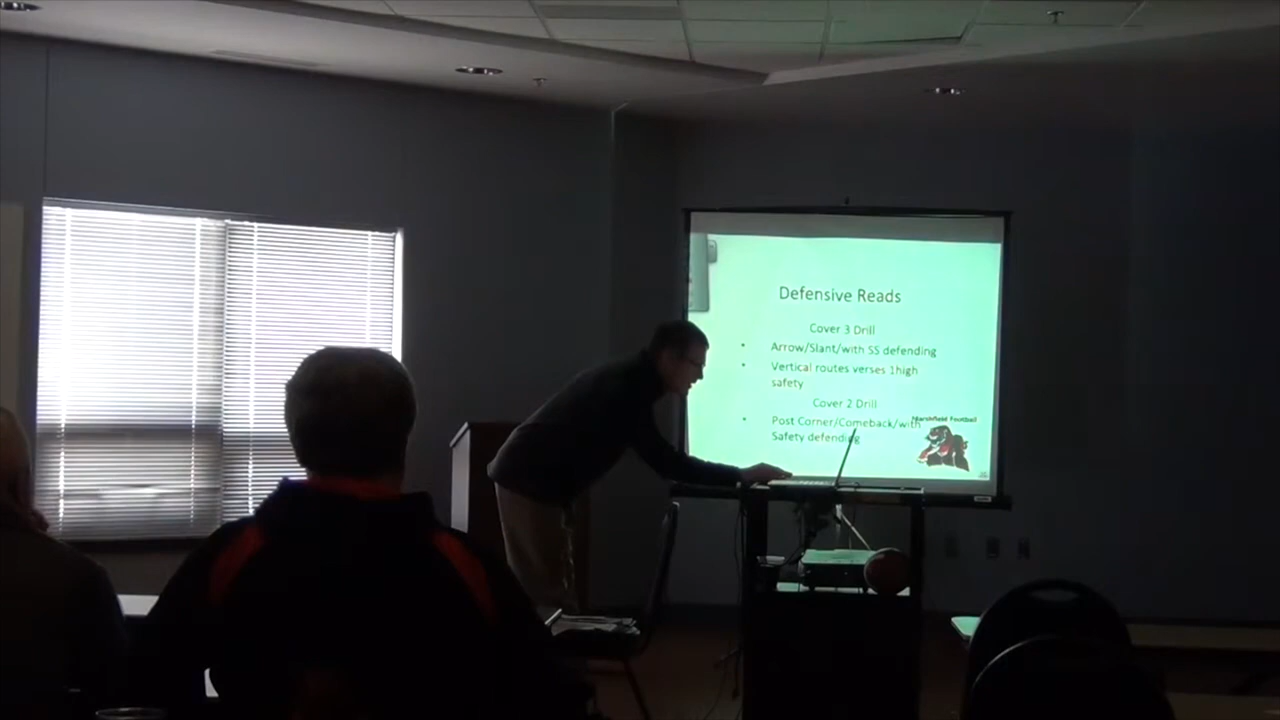 Defensive Reads
Cover 3 Drill
• Arrow/Slant/with SS defending
• Vertical routes verses 1high
safety
Cover 2 Drill
• Post Corner/Comeback/with
Safety defending
Marshfield Football